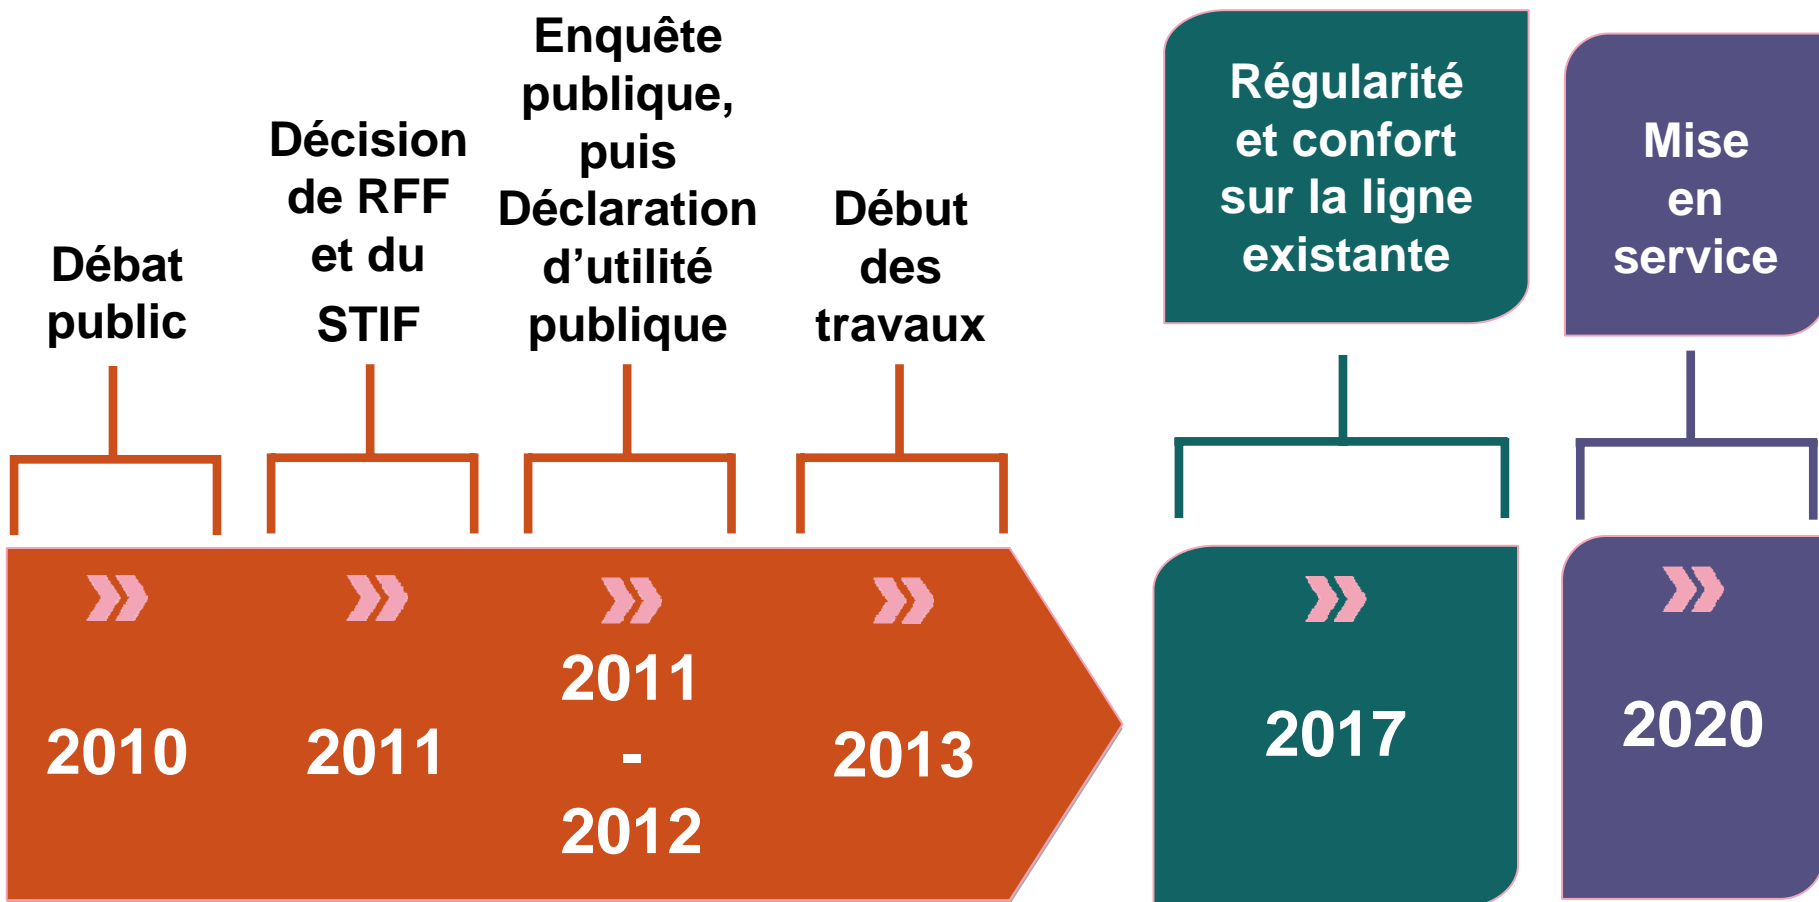 Débat
public
Décision
de RFF
et du
STIF
Enquête
publique,
puis
Déclaration
d’utilité
publique
Début
des
travaux
Régularité
et confort
sur la ligne
existante
Mise
en
service
2010
2011
2011
-
2012
2013
2017
2020